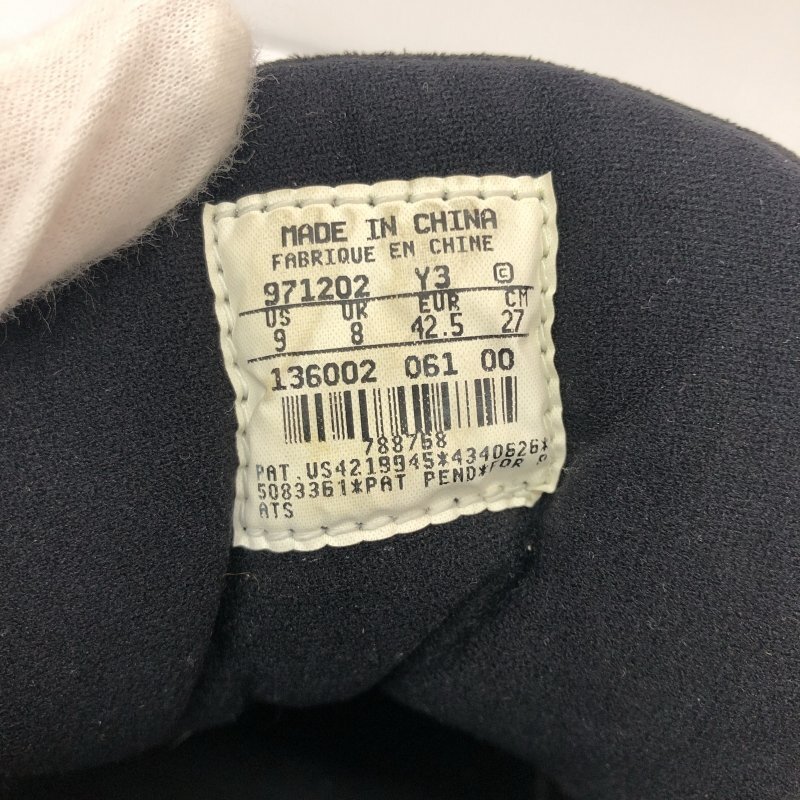 MADE IN CHINA
FABRIQUE EN CHINE
971202 Y3 ©
US UK EUR CM
9 8 42.5 27
136002 061 00
788768
PAT.US4219945*4340626*
5083361*PAT PEND*FOR P
ATS